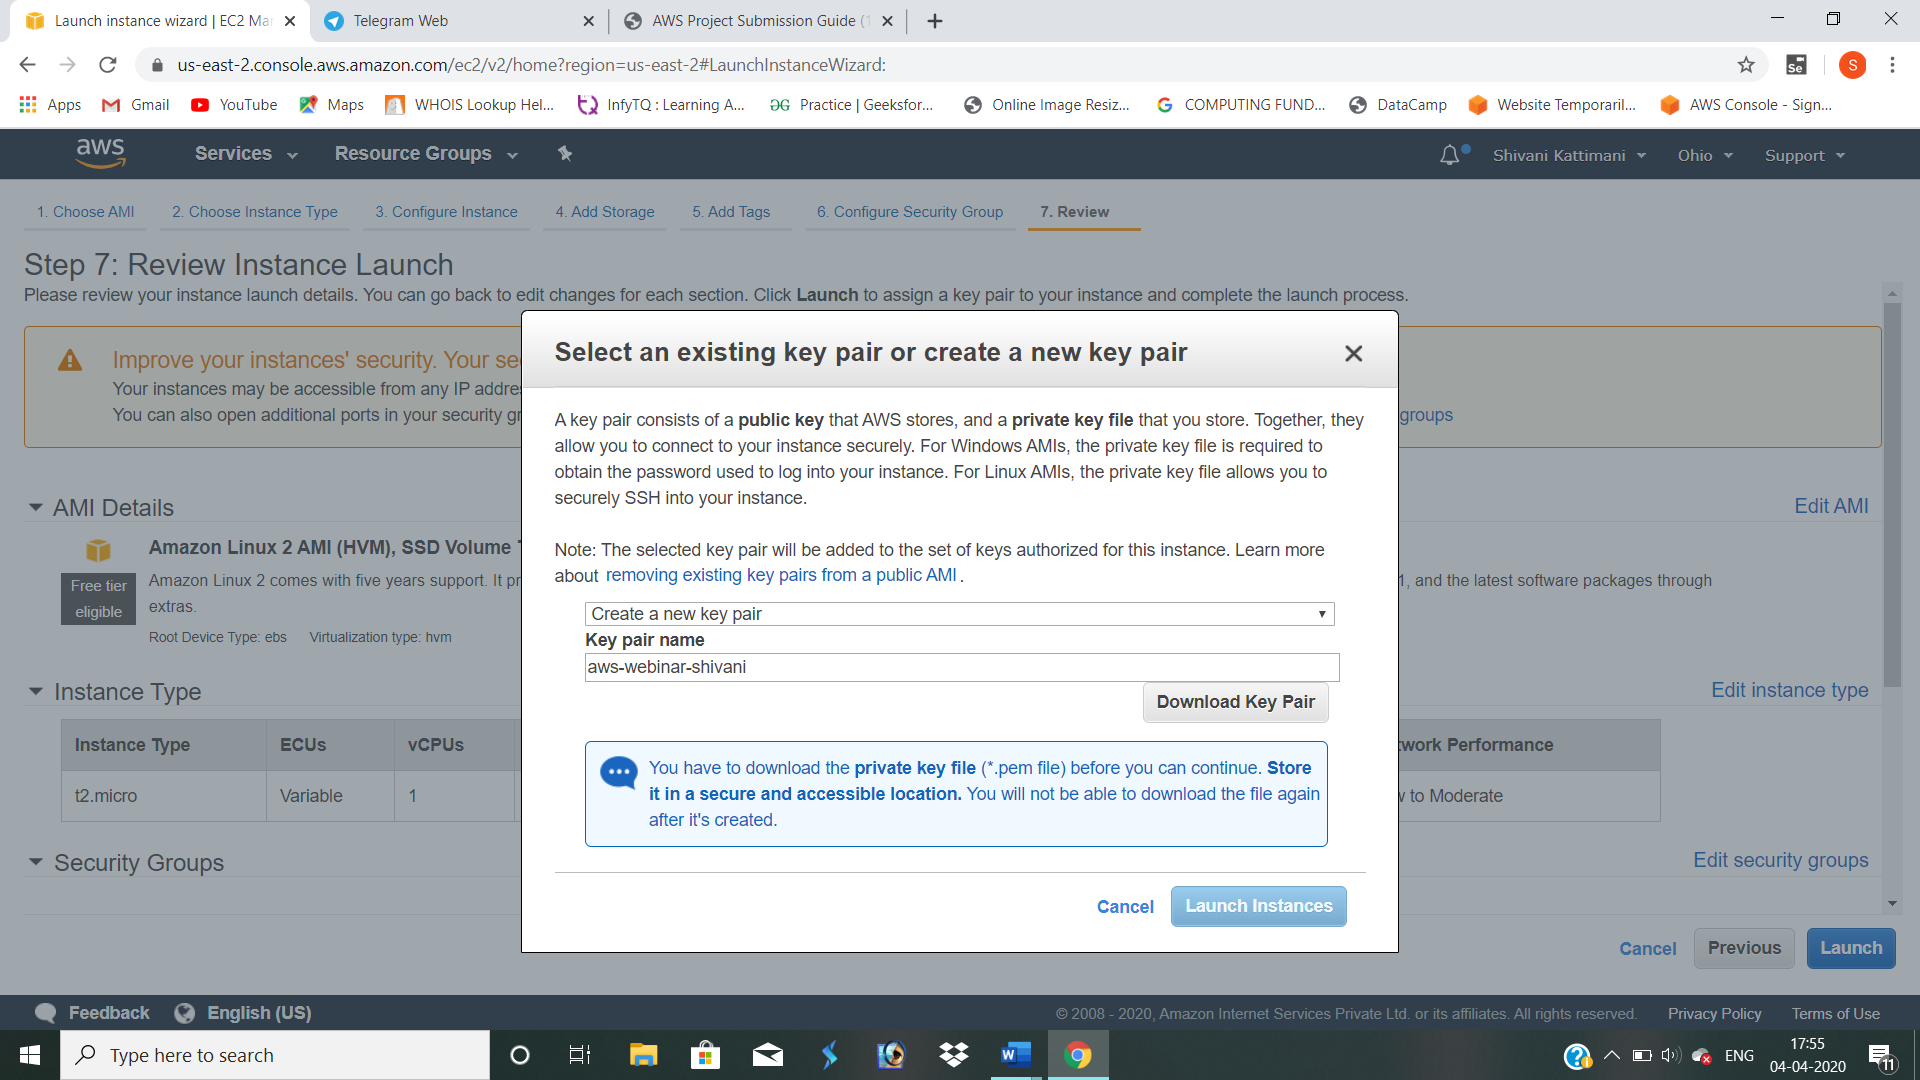 Launch instance wizard | EC2 Mar
Telegram Web
AWS Project Submission Guide (1
us-east-2.console.aws.amazon.com/ec2/v2/home?region=us-east-2#LaunchInstanceWizard:
Se
S
Apps
Gmail
YouTube
Maps
WHOIS Lookup Hel...
InfyTQ : Learning A...
Practice | Geeksfor...
Online Image Resiz...
COMPUTING FUND...
DataCamp
Website Temporaril...
AWS Console - Sign...
aws
Services
Resource Groups
Shivani Kattimani
Ohio
Support
1. Choose AMI
2. Choose Instance Type
3. Configure Instance
4. Add Storage
5. Add Tags
6. Configure Security Group
7. Review
Step 7: Review Instance Launch
Please review your instance launch details. You can go back to edit changes for each section. Click Launch to assign a key pair to your instance and complete the launch process.
Improve your instances' security. Your se
Your instances may be accessible from any IP addre
You can also open additional ports in your security gr
groups
AMI Details
Edit AMI
Amazon Linux 2 AMI (HVM), SSD Volume
Free tier
eligible
Amazon Linux 2 comes with five years support. It pr
1, and the latest software packages through
extras.
Root Device Type: ebs Virtualization type: hvm
Instance Type
Edit instance type
Instance Type ECUs vCPUs
twork Performance
t2.micro Variable 1
to Moderate
Security Groups
Edit security groups
Select an existing key pair or create a new key pair
A key pair consists of a public key that AWS stores, and a private key file that you store. Together, they
allow you to connect to your instance securely. For Windows AMIs, the private key file is required to
obtain the password used to log into your instance. For Linux AMIs, the private key file allows you to
securely SSH into your instance.
Note: The selected key pair will be added to the set of keys authorized for this instance. Learn more
about removing existing key pairs from a public AMI .
Create a new key pair
Key pair name
aws-webinar-shivani
Download Key Pair
You have to download the private key file (*.pem file) before you can continue. Store
it in a secure and accessible location. You will not be able to download the file again
after it's created.
Cancel
Launch Instances
Cancel
Previous
Launch
Feedback
English (US)
© 2008 - 2020, Amazon Internet Services Private Ltd. or its affiliates. All rights reserved.
Privacy Policy
Terms of Use
Type here to search
W
ENG
17:55
04-04-2020
11